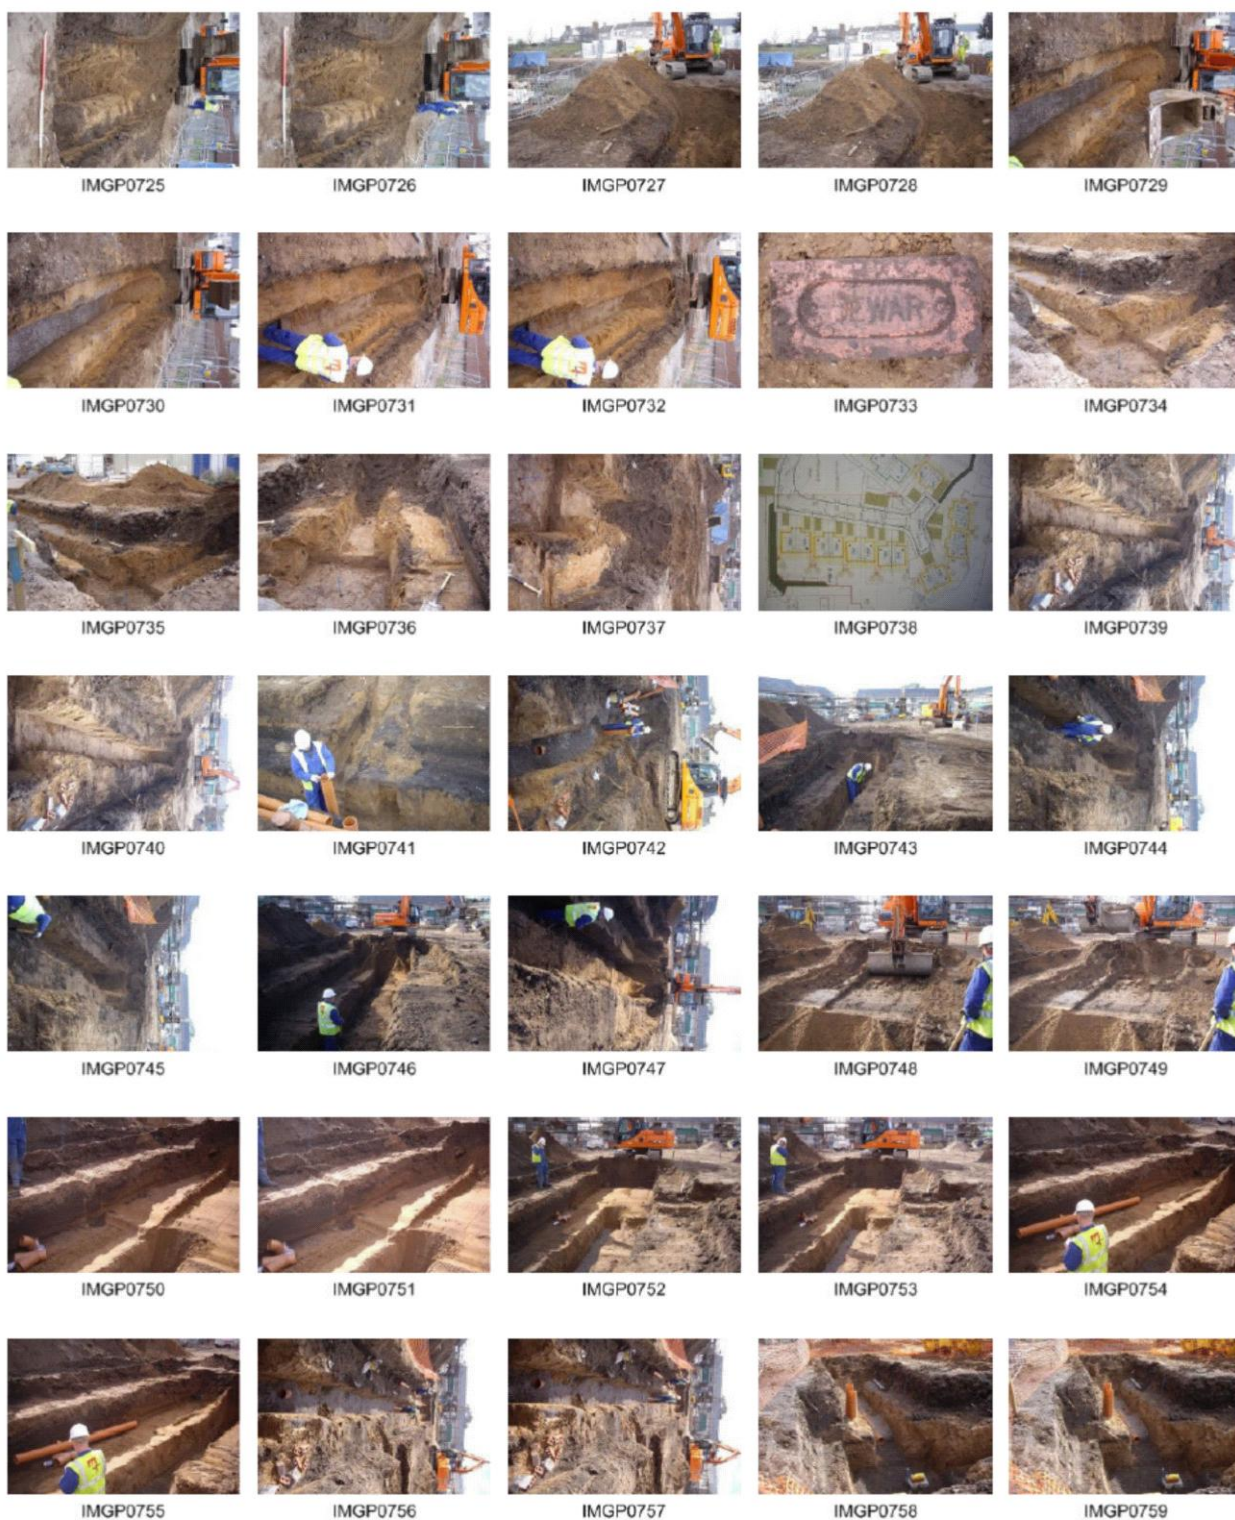 IMGP0725 IMGP0726 IMGP0727 IMGP0728 IMGP0729
WAR
IMGP0730 IMGP0731 IMGP0732 IMGP0733 IMGP0734
IMGP0735 IMGP0736 IMGP0737 IMGP0738 IMGP0739
IMGP0740 IMGP0741 IMGP0742 IMGP0743 IMGP0744
IMGP0745 IMGP0746 IMGP0747 IMGP0748 IMGP0749
IMGP0750 IMGP0751 IMGP0752 IMGP0753 IMGP0754
IMGP0755 IMGP0756 IMGP0757 IMGP0758 IMGP0759